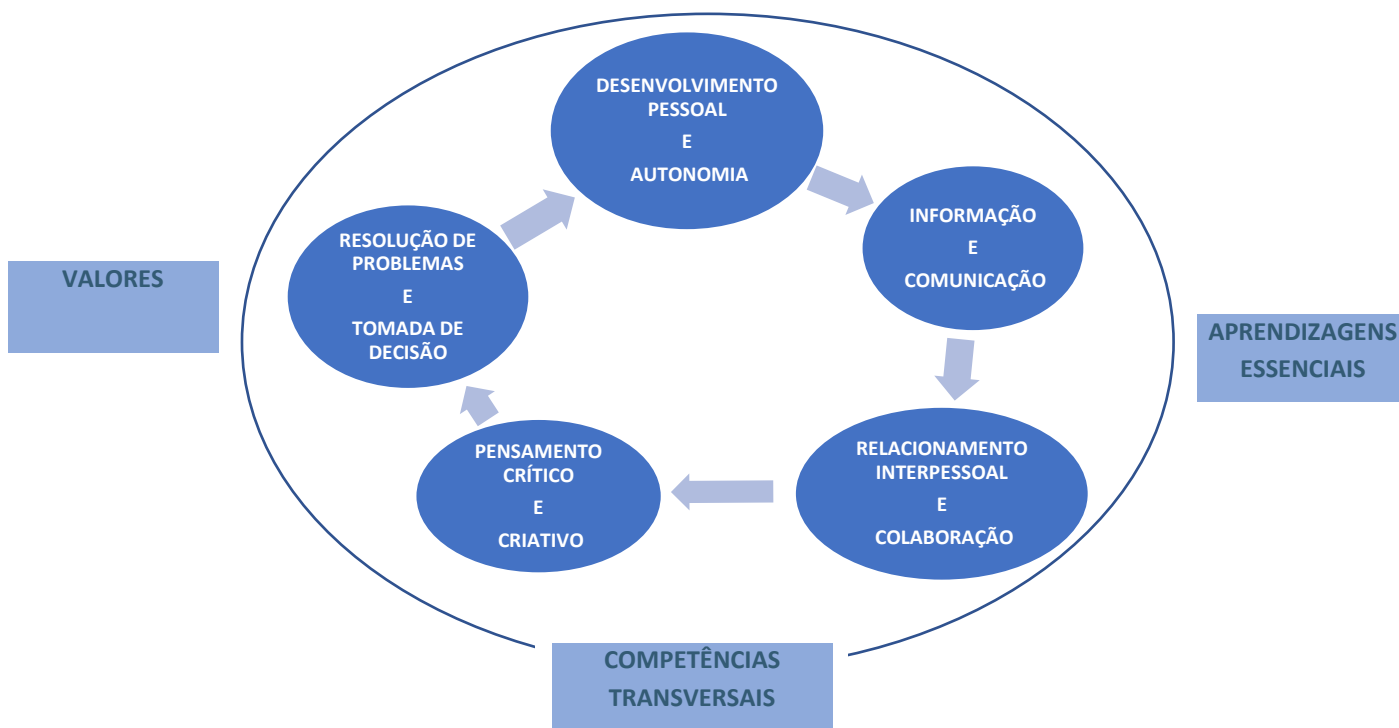 DESENVOLVIMENTO
PESSOAL
E
AUTONOMIA
INFORMAÇÃO
E
COMUNICAÇÃO
RESOLUÇÃO DE
PROBLEMAS
E
TOMADA DE
DECISÃO
VALORES
APRENDIZAGENS
ESSENCIAIS
RELACIONAMENTO
INTERPESSOAL
E
COLABORAÇÃO
PENSAMENTO
CRÍTICO
E
CRIATIVO
COMPETÊNCIAS
TRANSVERSAIS